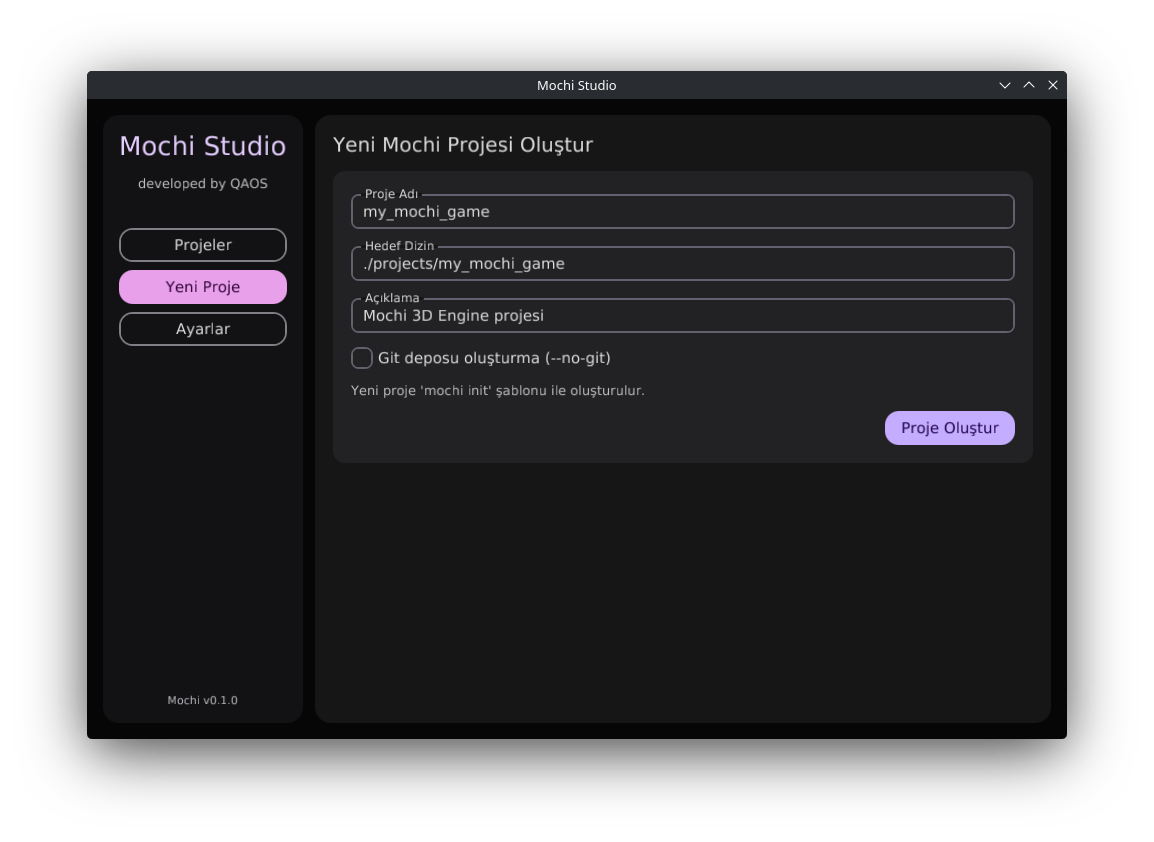 Mochi Studio
Mochi Studio
developed by QAOS
Projeler
Yeni Proje
Ayarlar
Mochi v0.1.0
Yeni Mochi Projesi Oluştur
Proje Adı
my_mochi_game
Hedef Dizin
./projects/my_mochi_game
Açıklama
Mochi 3D Engine projesi
Git deposu oluşturma (--no-git)
Yeni proje 'mochi init' şablonu ile oluşturulur.
Proje Oluştur